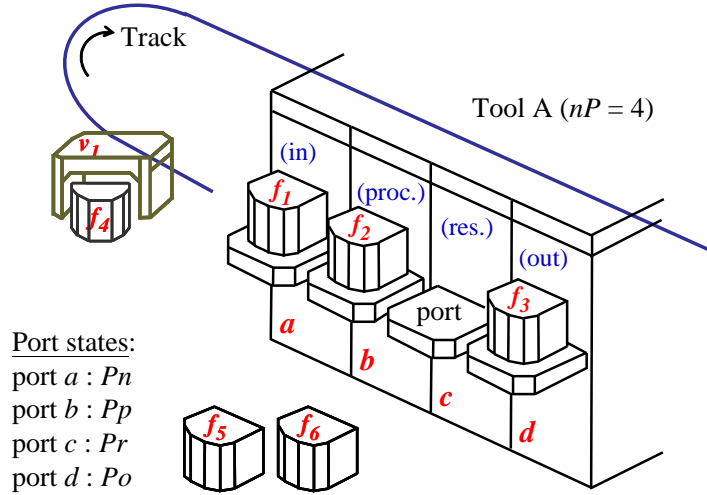 Track
Tool A (nP = 4)
v1
f4
(in)
(proc.)
(res.)
(out)
f1
f2
port
f3
a
b
c
d
Port states:
port a : Pn
port b : Pp
port c : Pr
port d : Po
f5
f6